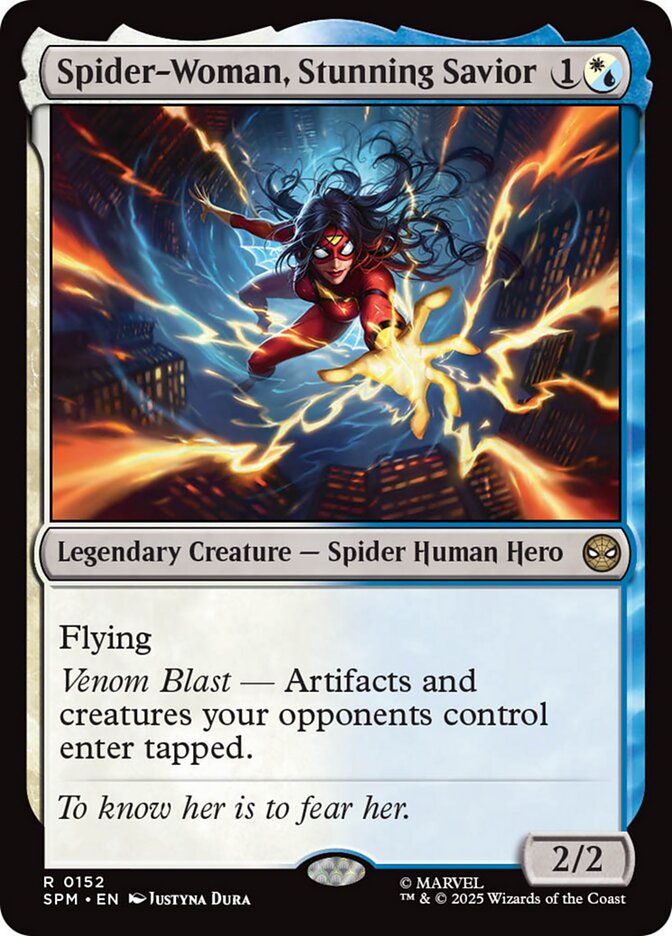 Spider-Woman, Stunning Savior 1
Legendary Creature — Spider Human Hero
Flying
Venom Blast — Artifacts and
creatures your opponents control
enter tapped.
To know her is to fear her.
2/2
R 0152
SPM • EN Justyna Dura
© MARVEL
™ & © 2025 Wizards of the Coast